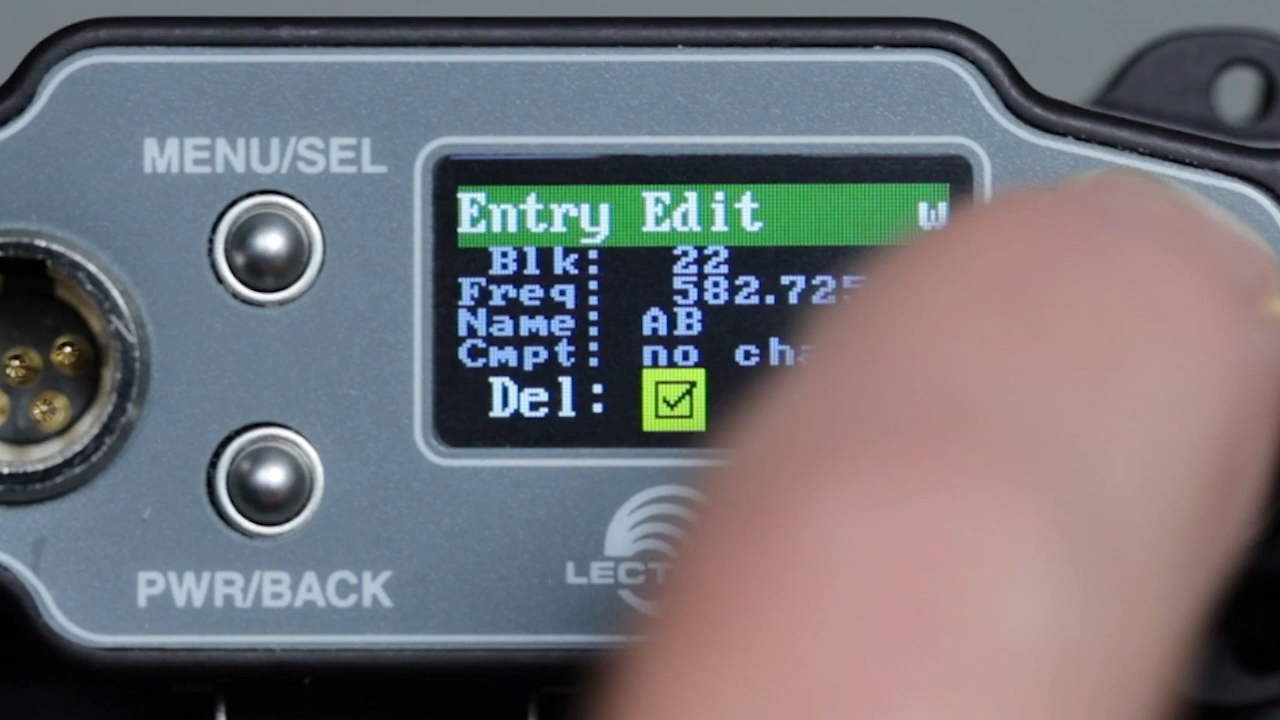 MENU/SEL
Entry Edit w
Blk: 22
Freq: 582.725
Name: AB
Cmpt: no cha
Del:
LECT
PWR/BACK